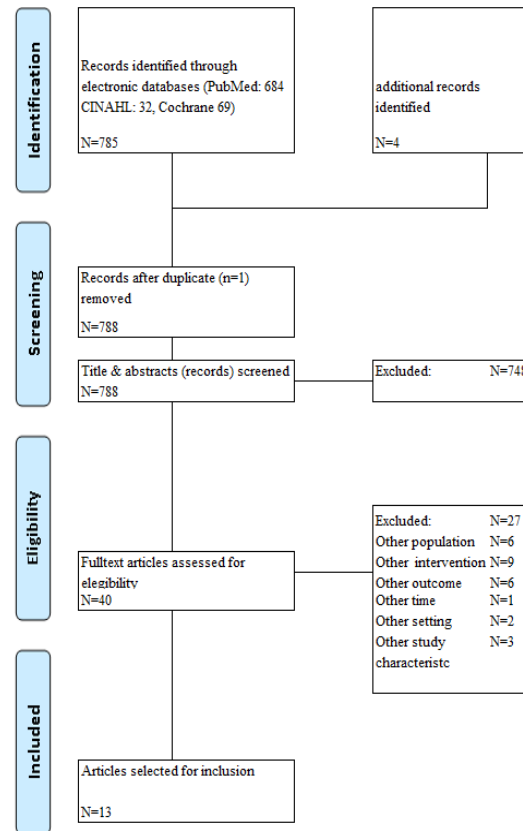 Identification
Records identified through
electronic databases (PubMed: 684
CINAHL: 32, Cochrane 69)
N=785
additional records
identified
N=4
Screening
Records after duplicate (n=1)
removed
N=788
Title & abstracts (records) screened
N=788
Excluded: N=748
Eligibility
Fulltext articles assessed for
elegibility
N=40
Excluded: N=27
Other population N=6
Other intervention N=9
Other outcome N=6
Other time N=1
Other setting N=2
Other study N=3
characteristc
Included
Articles selected for inclusion
N=13